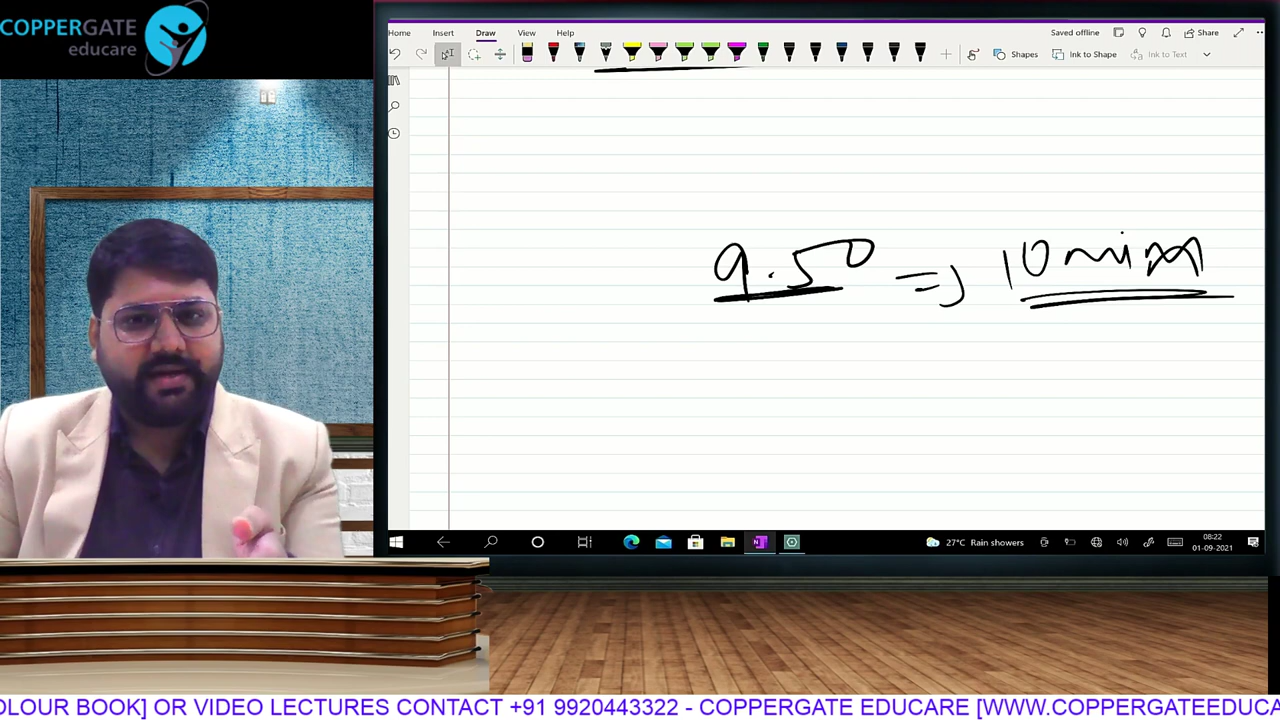 COPPERGATE
educare
Home Insert Draw View Help
Saved offline
Share
Shapes
Ink to Shape
Ink to Text
9.50 => 10 min
27°C Rain showers
08:22
01-09-2021
OLOUR BOOK] OR VIDEO LECTURES CONTACT +91 9920443322 - COPPERGATE EDUCARE [WWW.COPPERGATEEDUCA